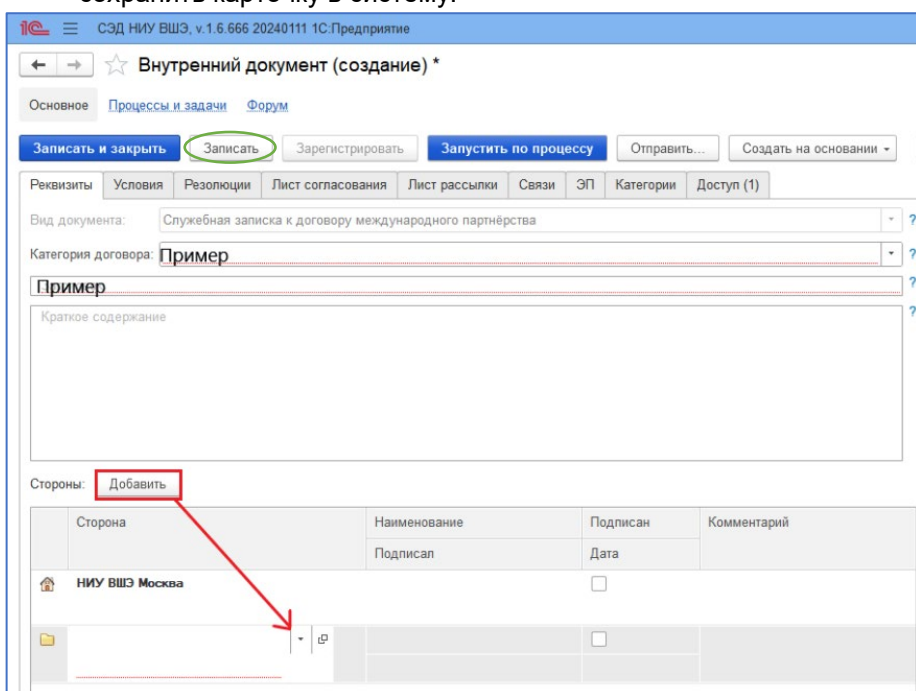 сохранить карточку в систему.
1С СЭД НИУ ВШЭ, v.1.6.666 20240111 1С:Предприятие
Внутренний документ (создание) *
Основное Процессы и задачи Форум
Записать и закрыть Записать Зарегистрировать Запустить по процессу Отправить... Создать на основании
Реквизиты Условия Резолюции Лист согласования Лист рассылки Связи ЭП Категории Доступ (1)
Вид документа: Служебная записка к договору международного партнёрства ?
Категория договора: Пример ?
Пример ?
Краткое содержание ?
Стороны: Добавить
Сторона Наименование Подписан Комментарий
Подписал Дата
НИУ ВШЭ Москва